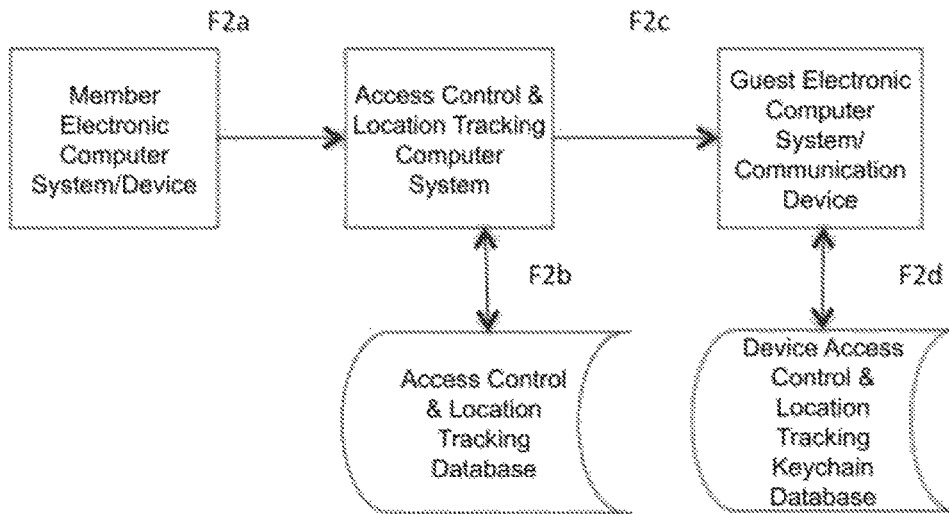 F2a
F2c
Member
Electronic
Computer
System/Device
Access Control &
Location Tracking
Computer
System
Guest Electronic
Computer
System/
Communication
Device
F2b
F2d
Access Control
& Location
Tracking
Database
Device Access
Control &
Location
Tracking
Keychain
Database